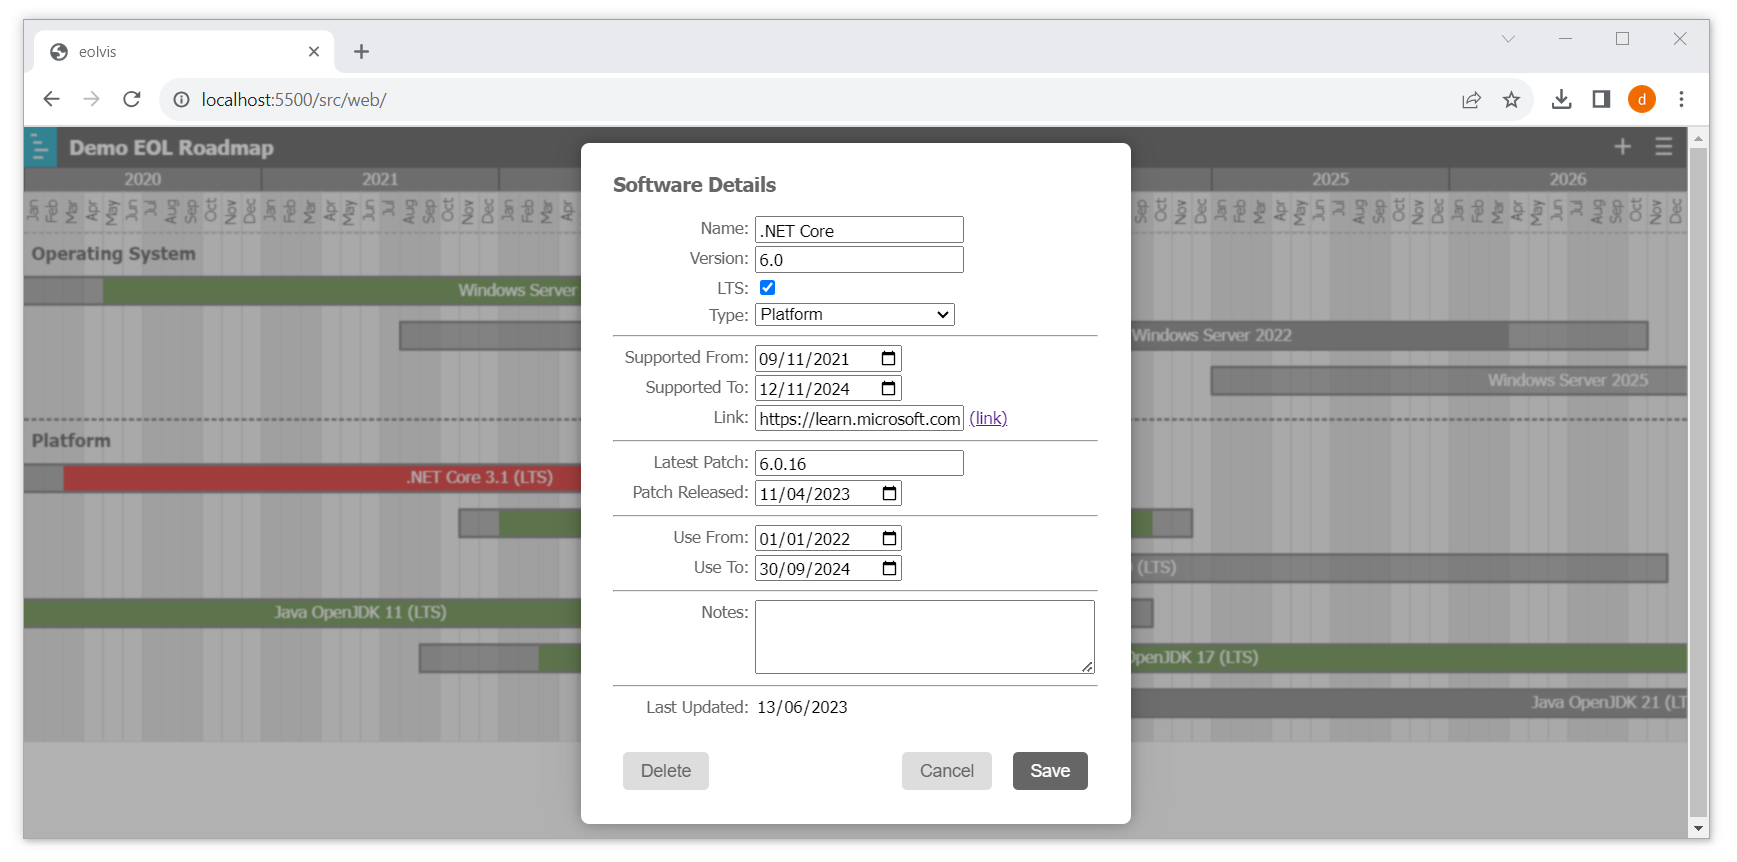 eolvis
localhost:5500/src/web/
d
Demo EOL Roadmap
2020 2021 2025 2026
Jan Feb Mar Apr May Jun Jul Aug Sep Oct Nov Dec Jan Feb Mar Apr May Jun Jul Aug Sep Oct Nov Dec Jan Feb Mar Apr Sep Oct Nov Dec Jan Feb Mar Apr May Jun Jul Aug Sep Oct Nov Dec Jan Feb Mar Apr May Jun Jul Aug Sep Oct Nov Dec
Operating System
Windows Server
Windows Server 2022
Windows Server 2025
Platform
.NET Core 3.1 (LTS)
(LTS)
Java OpenJDK 11 (LTS)
OpenJDK 17 (LTS)
Java OpenJDK 21 (LT
Software Details
Name: .NET Core
Version: 6.0
LTS:
Type: Platform
Supported From: 09/11/2021
Supported To: 12/11/2024
Link: https://learn.microsoft.com (link)
Latest Patch: 6.0.16
Patch Released: 11/04/2023
Use From: 01/01/2022
Use To: 30/09/2024
Notes:
Last Updated: 13/06/2023
Delete Cancel Save